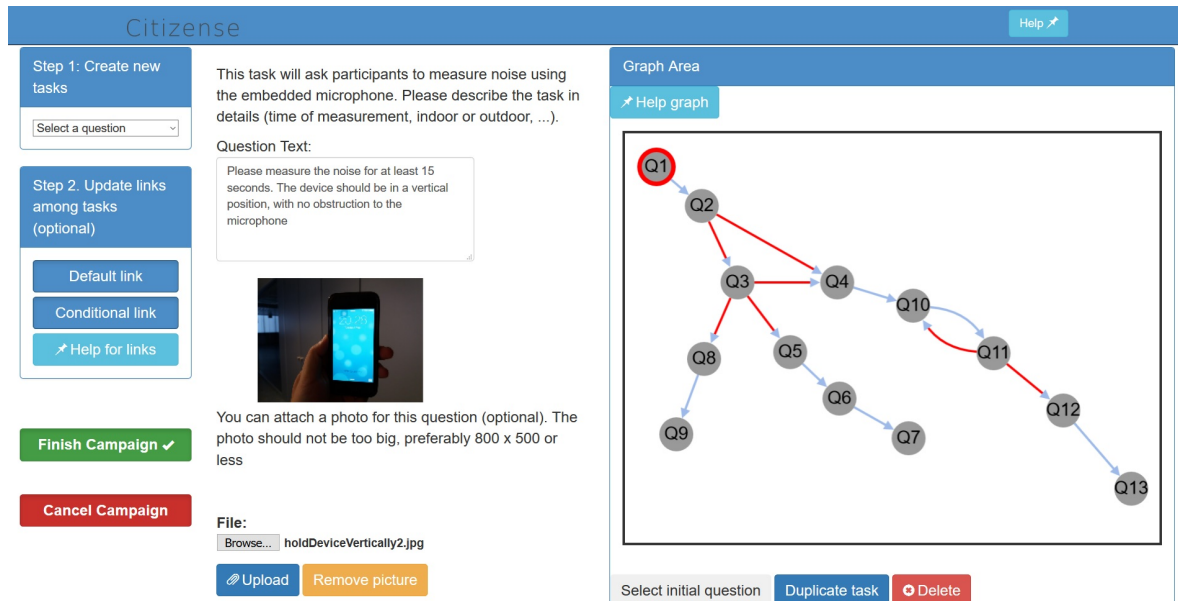 Citizense
Help
Step 1: Create new
tasks
Select a question
Step 2. Update links
among tasks
(optional)
Default link
Conditional link
Help for links
Finish Campaign
Cancel Campaign
This task will ask participants to measure noise using
the embedded microphone. Please describe the task in
details (time of measurement, indoor or outdoor, ...).
Question Text:
Please measure the noise for at least 15
seconds. The device should be in a vertical
position, with no obstruction to the
microphone
You can attach a photo for this question (optional). The
photo should not be too big, preferably 800 x 500 or
less
File:
Browse... holdDeviceVertically2.jpg
Upload Remove picture
Graph Area
Help graph
Q1
Q2
Q3
Q4
Q10
Q8
Q5
Q11
Q6
Q12
Q9
Q7
Q13
Select initial question Duplicate task Delete